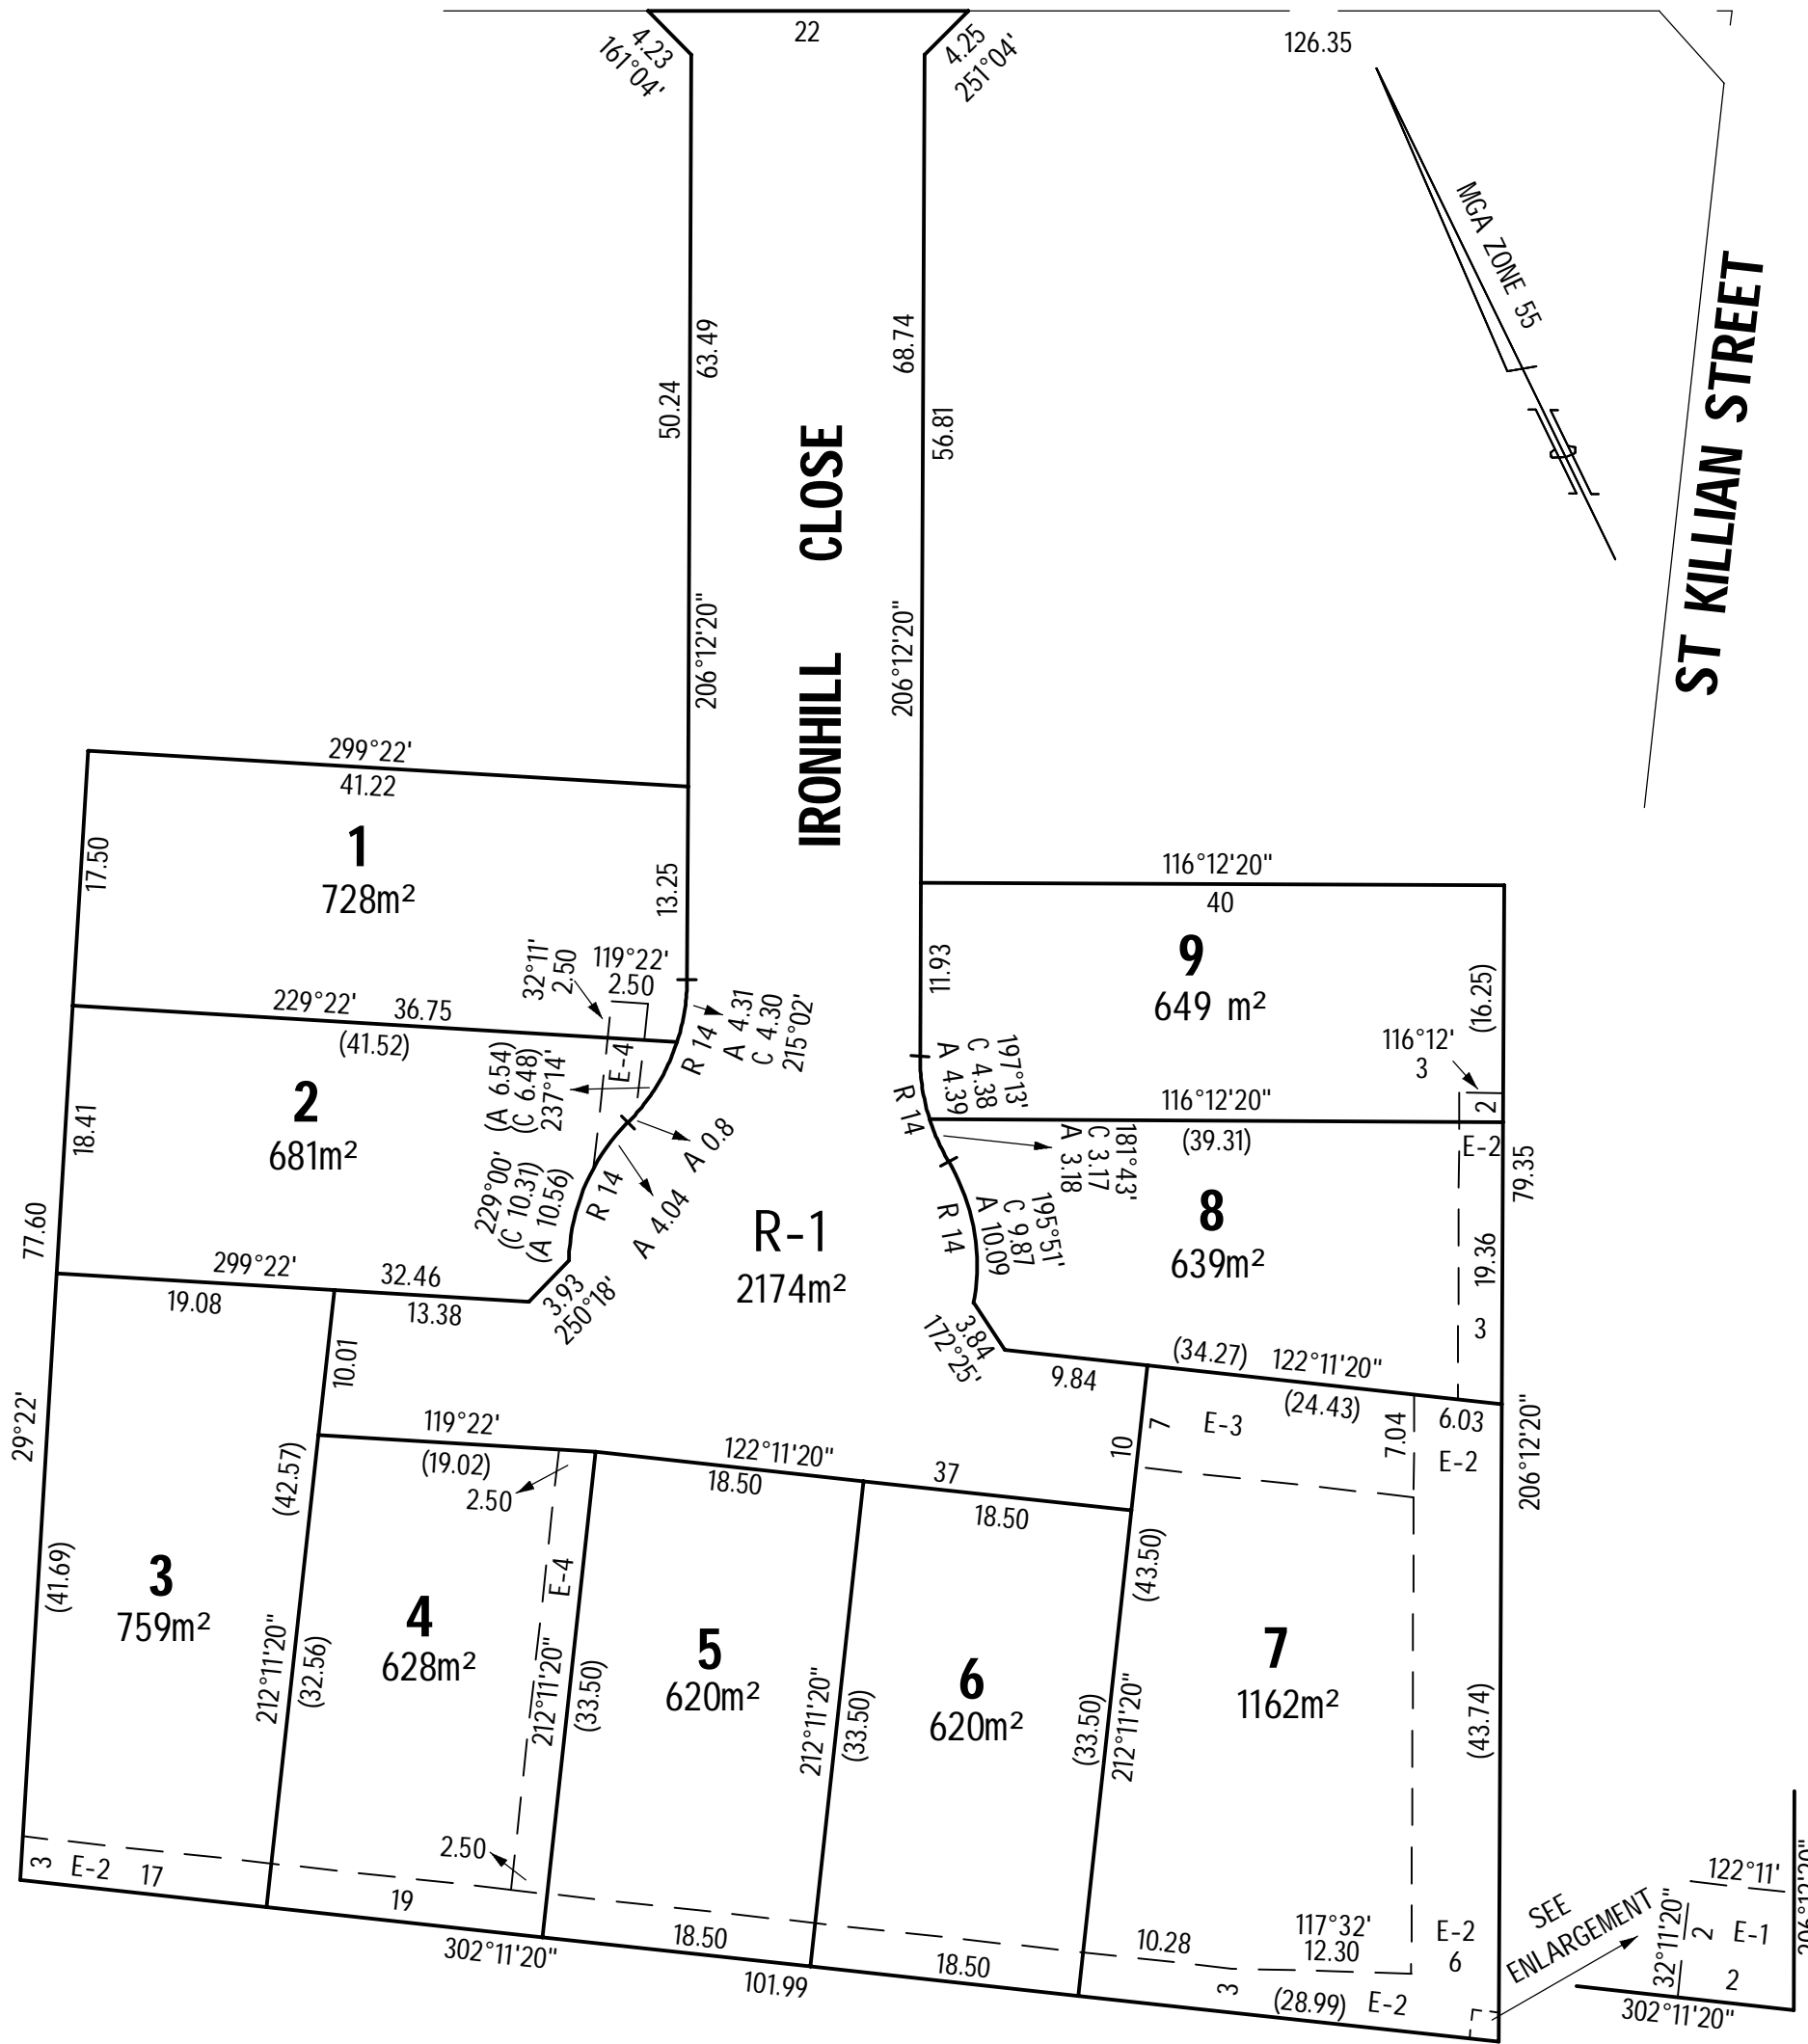 22
4.23
161°04'
4.25
251°04'
126.35
MGA ZONE 55
ST KILLIAN STREET
63.49
50.24
68.74
56.81
IRONHILL CLOSE
206°12'20"
206°12'20"
299°22'
41.22
17.50
1
728m²
13.25
32°11'
2.50
119°22'
2.50
229°22' 36.75
(41.52)
R 14
A 4.31
C 4.30
215°02'
E-4
(A 6.54)
(C 6.48)
237°14'
2
681m²
18.41
A 0.8
A 4.04
R 14
229°00'
(C 10.31)
(A 10.56)
77.60
299°22' 32.46
19.08
13.38
3.93
250°18'
R-1
2174m²
116°12'20"
40
9
649 m²
11.93
(16.25)
116°12'
3
2
197°13'
C 4.38
A 4.39
R 14
116°12'20"
(39.31)
181°43'
C 3.17
A 3.18
E-2
79.35
195°51'
C 9.87
A 10.09
R 14
8
639m²
19.36
3
3.84
172°25'
(34.27) 122°11'20"
9.84
(24.43)
6.03
7
E-3
7.04
E-2
10
206°12'20"
29°22'
10.01
119°22'
(19.02)
2.50
122°11'20"
37
18.50
18.50
(42.57)
(41.69)
3
759m²
212°11'20"
(32.56)
4
628m²
E-4
212°11'20"
(33.50)
5
620m²
212°11'20"
(33.50)
6
620m²
(43.50)
(33.50)
212°11'20"
7
1162m²
(43.74)
2.50
3
E-2
17
19
302°11'20"
18.50
101.99
18.50
10.28
117°32'
12.30
E-2
6
3
(28.99) E-2
SEE
ENLARGEMENT
122°11'
32°11'20"
2
E-1
2
206°12'20"
302°11'20"